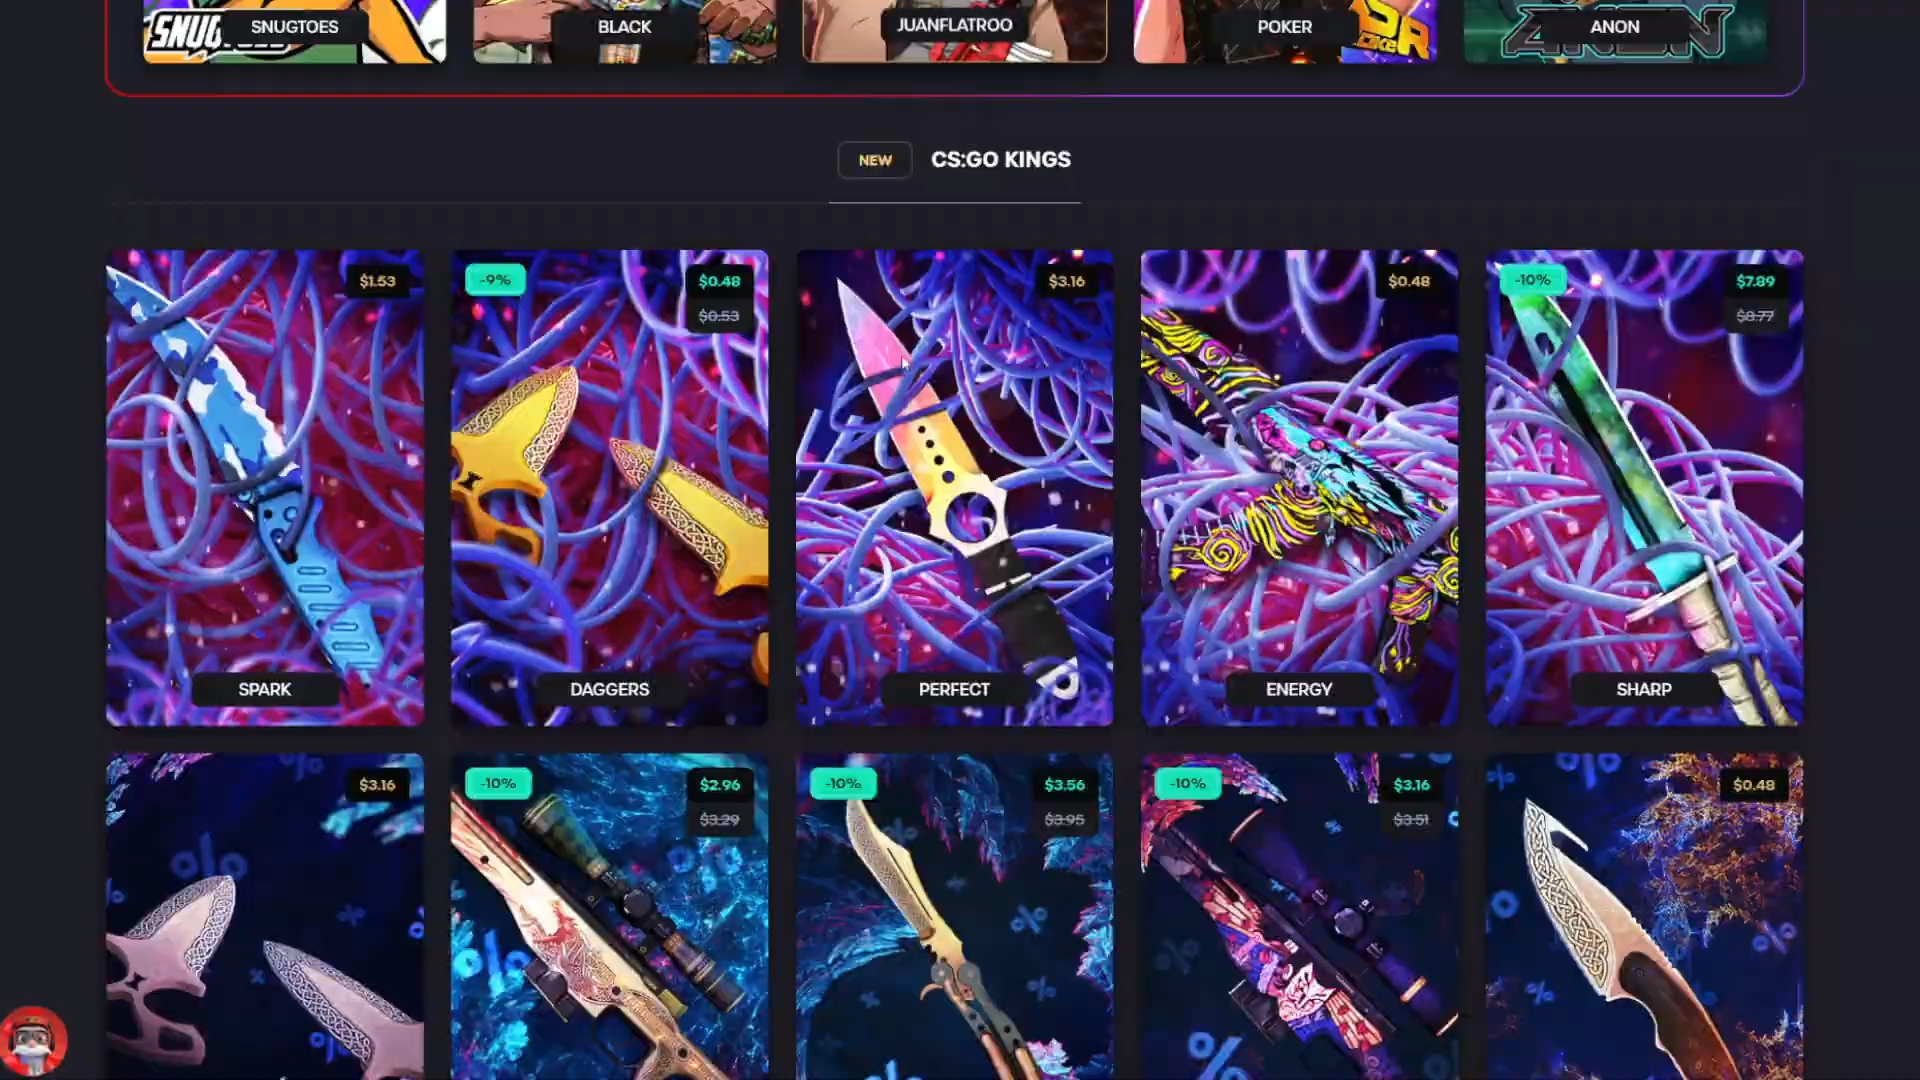 SNUGTOES
BLACK
JUANFLATROO
POKER
ANON
NEW
CS:GO KINGS
$1.53
SPARK
-9%
$0.48
$0.53
DAGGERS
$3.16
PERFECT
$0.48
ENERGY
-10%
$7.89
$8.77
SHARP
$3.16
-10%
$2.96
$3.29
-10%
$3.56
$3.95
-10%
$3.16
$3.51
$0.48